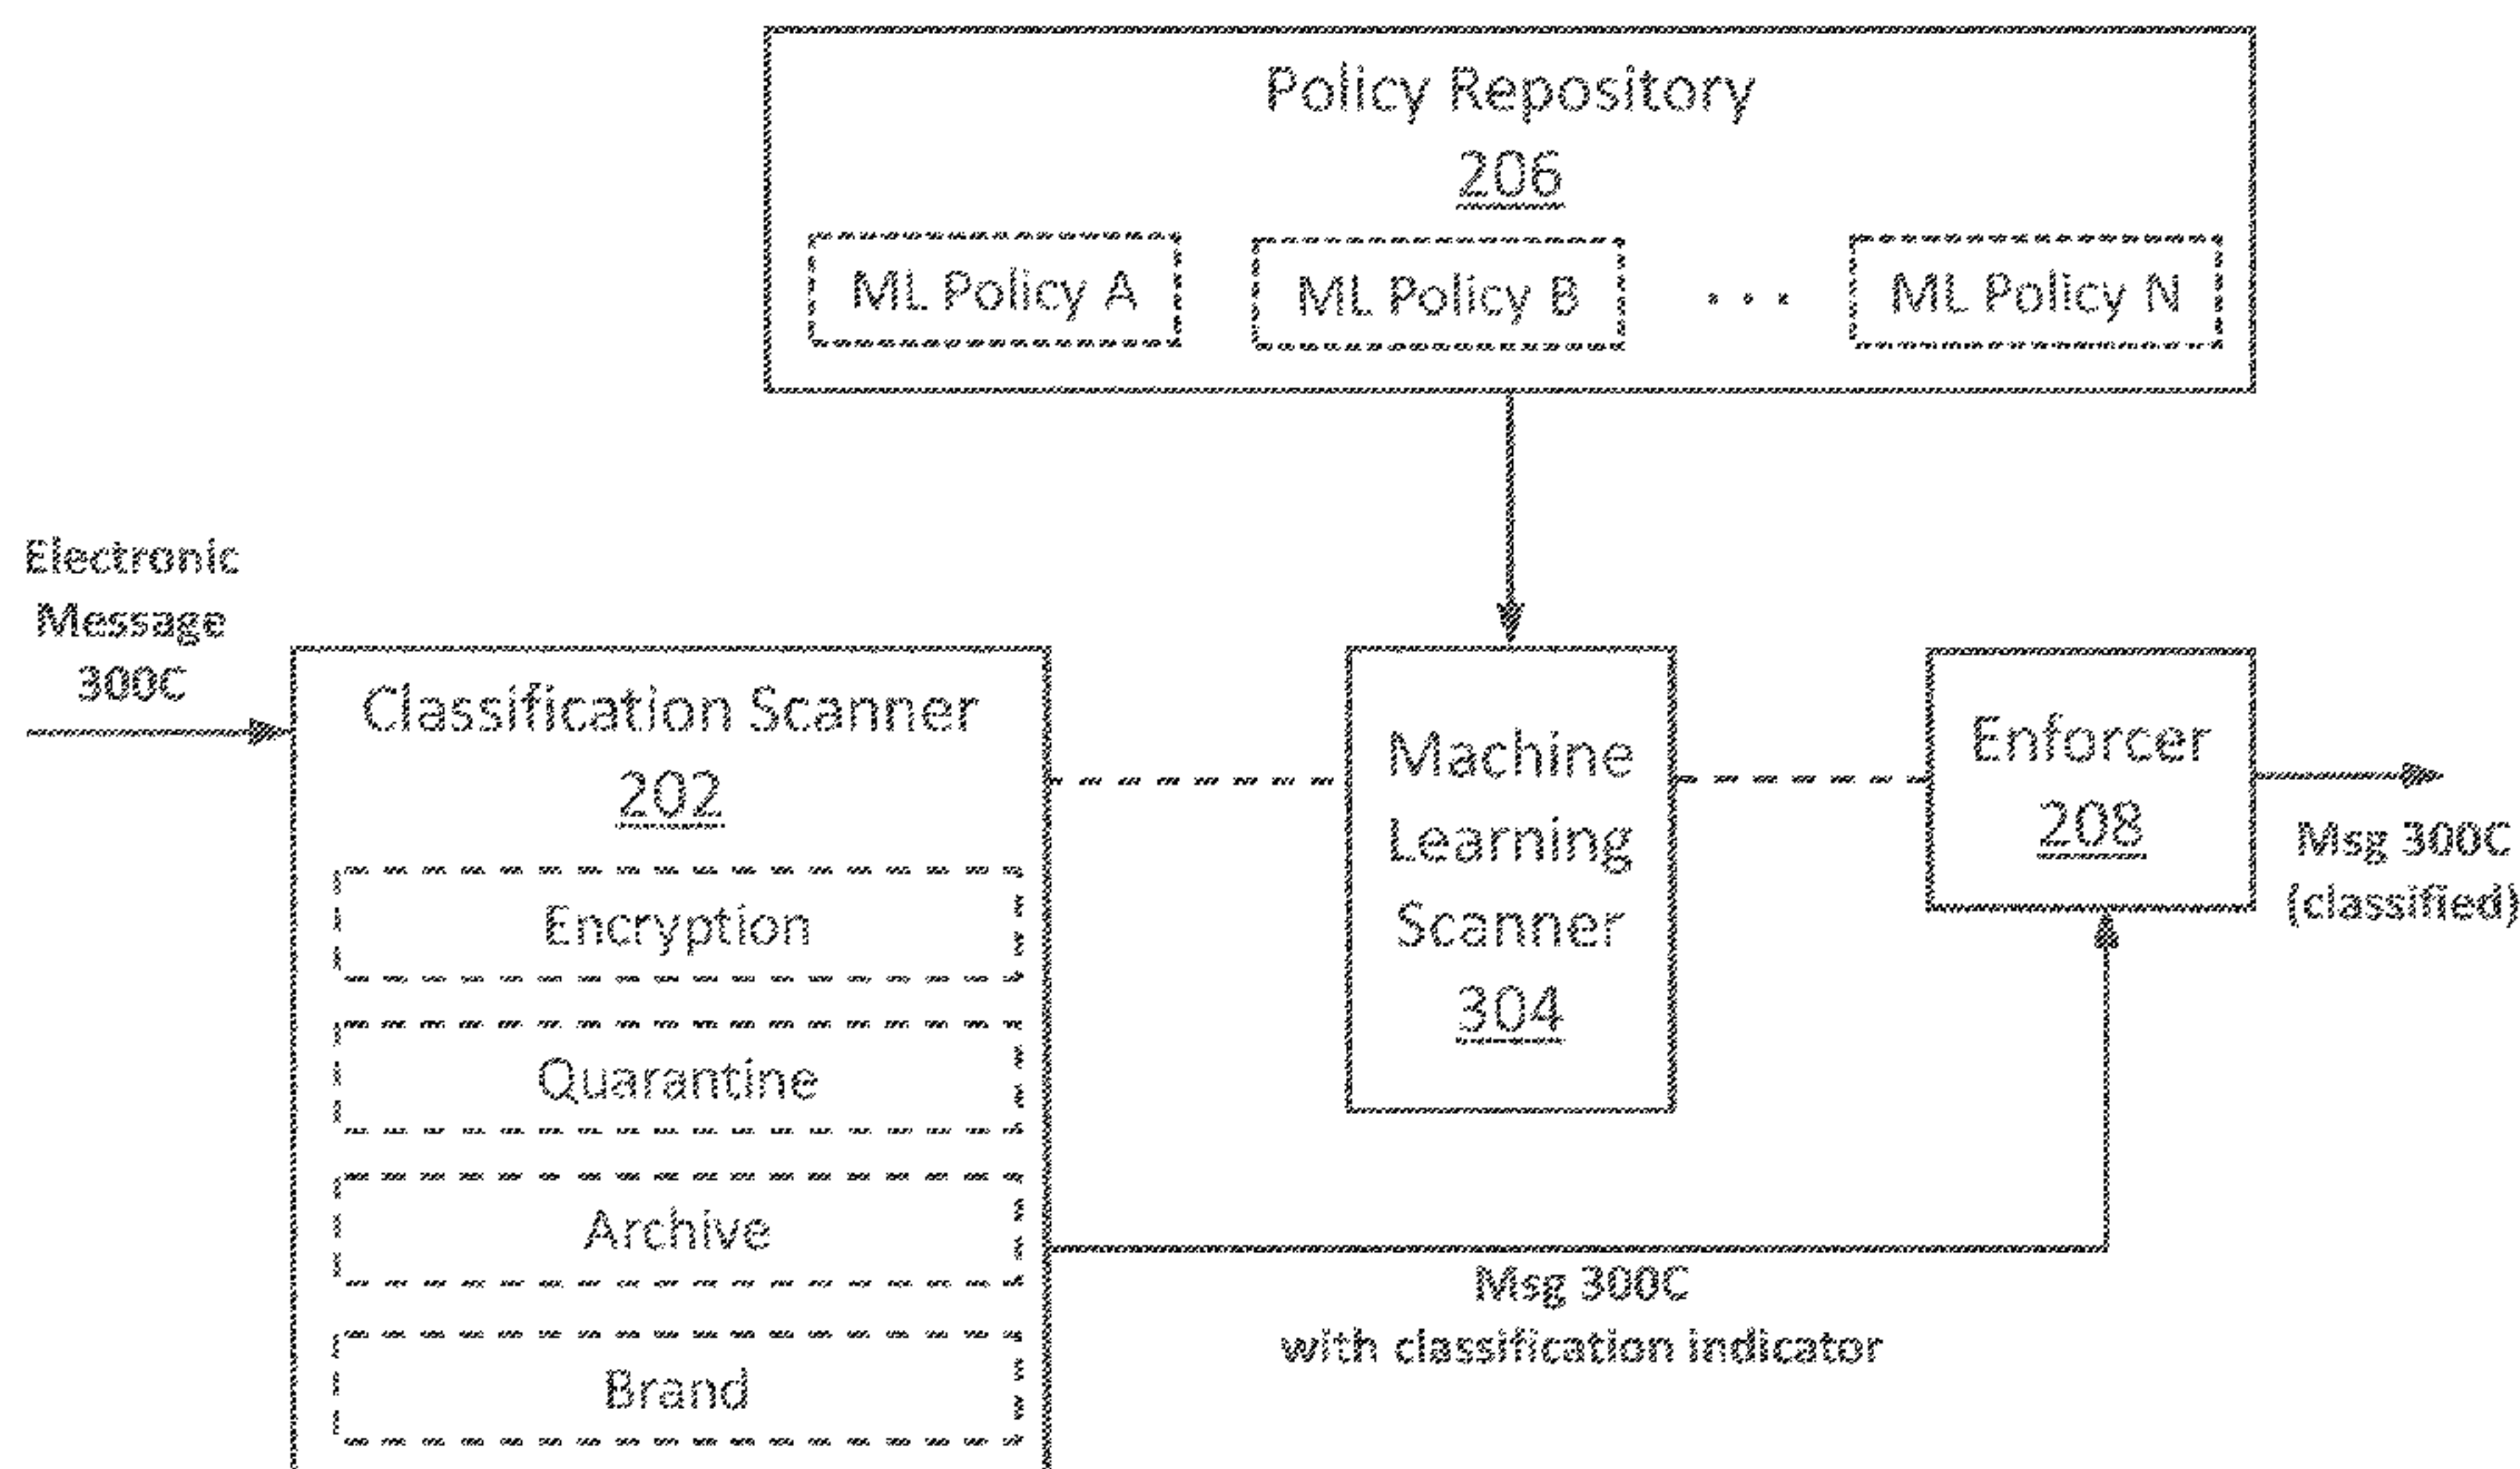 Policy Repository
206
ML Policy A
ML Policy B
...
ML Policy N
Electronic
Message
300C
Classification Scanner
202
Encryption
Quarantine
Archive
Brand
Machine
Learning
Scanner
304
Enforcer
208
Msg 300C
(classified)
Msg 300C
with classification indicator